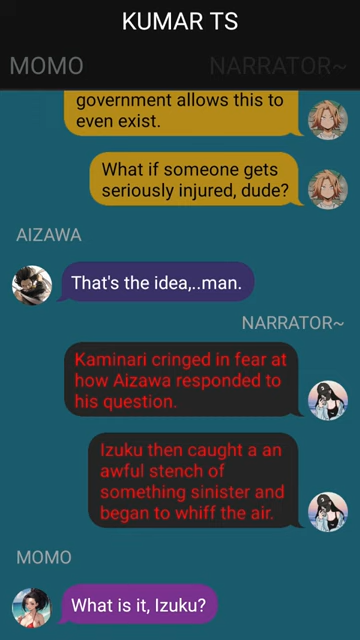 KUMAR TS
MOMO
NARRATOR~
government allows this to
even exist.
What if someone gets
seriously injured, dude?
AIZAWA
That's the idea,..man.
NARRATOR~
Kaminari cringed in fear at
how Aizawa responded to
his question.
Izuku then caught a an
awful stench of
something sinister and
began to whiff the air.
MOMO
What is it, Izuku?